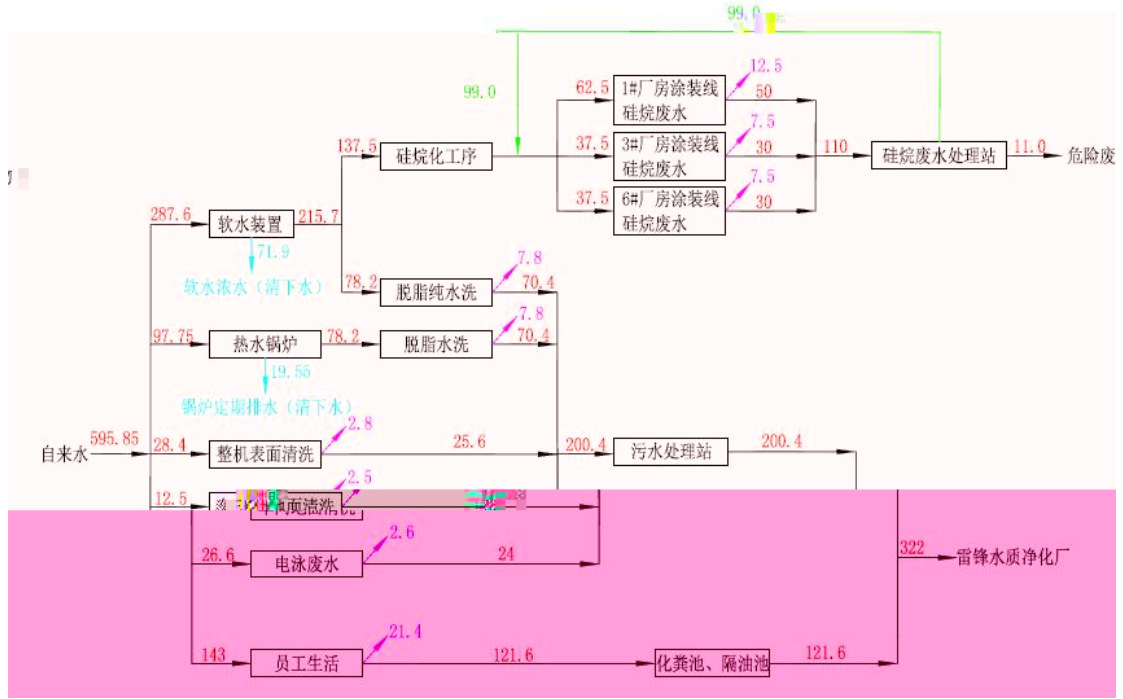 99.0
12.5
62.5
1#厂房涂装线
硅烷废水
50
99.0
7.5
137.5
硅烷化工序
37.5
3#厂房涂装线
硅烷废水
30
110
硅烷废水处理站
11.0
危险废
7.5
37.5
6#厂房涂装线
硅烷废水
30
287.6
软水装置
215.7
71.9
软水浓水（清下水）
7.8
78.2
脱脂纯水洗
70.4
7.8
97.75
热水锅炉
78.2
脱脂水洗
70.4
19.55
锅炉定期排水（清下水）
2.8
自来水
595.85
28.4
整机表面清洗
25.6
200.4
污水处理站
200.4
2.5
12.5
面清洗
2.6
26.6
电泳废水
24
322
雷锋水质净化厂
21.4
143
员工生活
121.6
化粪池、隔油池
121.6